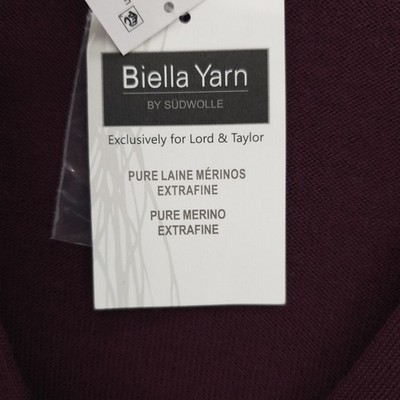 Biella Yarn
BY SÜDWOLLE
Exclusively for Lord & Taylor
PURE LAINE MÉRINOS
EXTRAFINE
PURE MERINO
EXTRAFINE